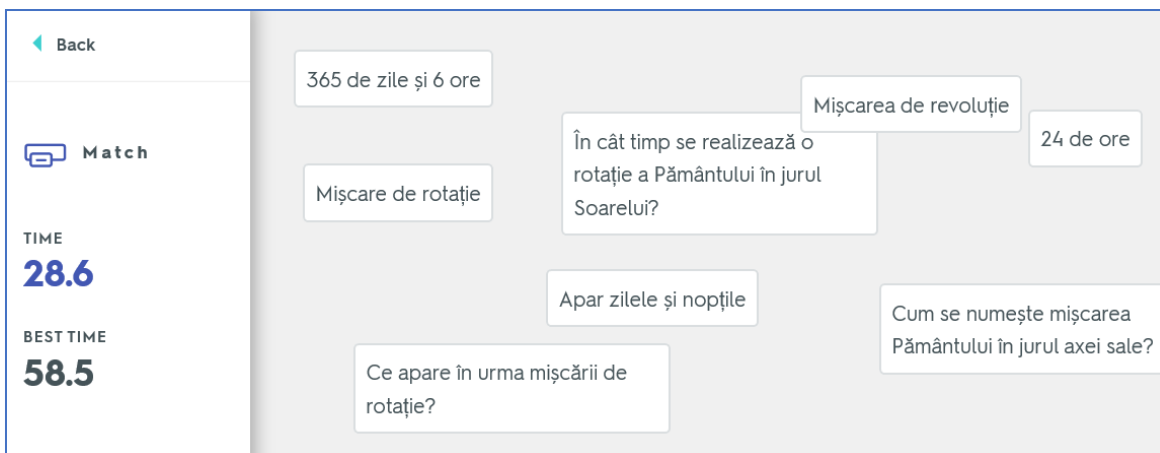 Back
Match
TIME
28.6
BEST TIME
58.5
365 de zile și 6 ore
Mișcarea de revoluție
24 de ore
În cât timp se realizează o
rotație a Pământului în jurul
Soarelui?
Mișcare de rotație
Apar zilele și nopțile
Cum se numește mișcarea
Pământului în jurul axei sale?
Ce apare în urma mișcării de
rotație?